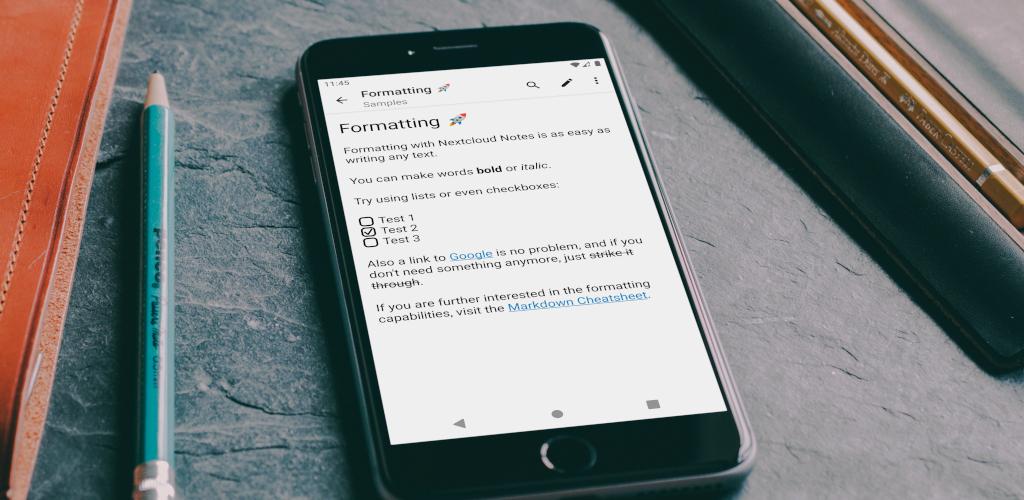 11:45
Formatting 🚀
Samples
Formatting 🚀
Formatting with Nextcloud Notes is as easy as
writing any text.
You can make words bold or italic.
Try using lists or even checkboxes:
Test 1
Test 2
Test 3
Also a link to Google is no problem, and if you
don't need something anymore, just strike it
through.
If you are further interested in the formatting
capabilities, visit the Markdown Cheatsheet.